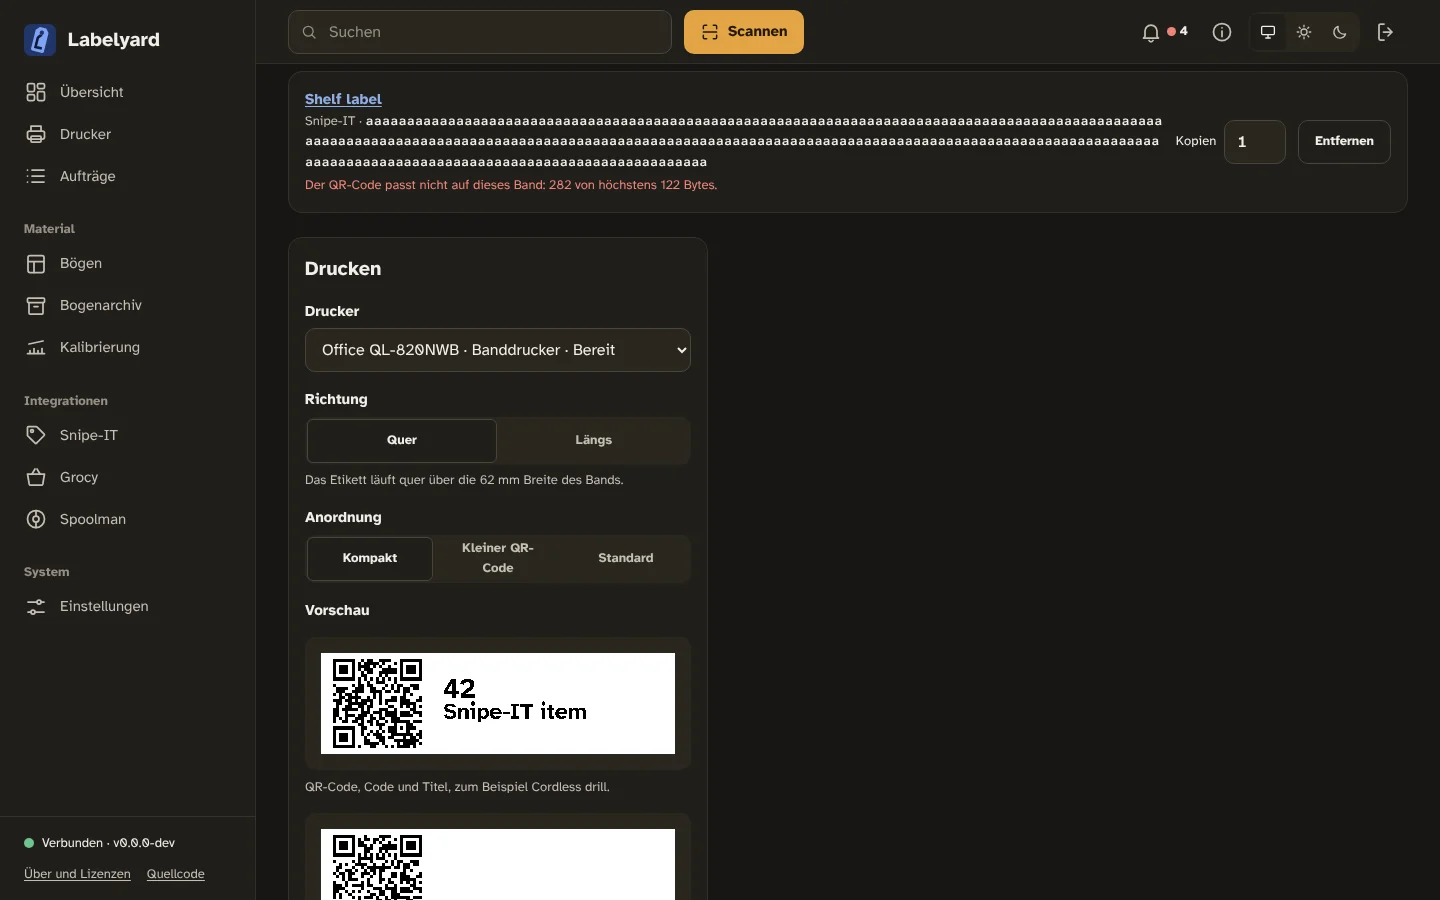 Labelyard
Suchen
Scannen
4
Übersicht
Drucker
Aufträge
Material
Bögen
Bogenarchiv
Kalibrierung
Integrationen
Snipe-IT
Grocy
Spoolman
System
Einstellungen
Verbunden · v0.0.0-dev
Über und Lizenzen Quellcode
Shelf label
Snipe-IT ·
Kopien 1 Entfernen
Der QR-Code passt nicht auf dieses Band: 282 von höchstens 122 Bytes.
Drucken
Drucker
Office QL-820NWB · Banddrucker · Bereit
Richtung
Quer Längs
Das Etikett läuft quer über die 62 mm Breite des Bands.
Anordnung
Kompakt Kleiner QR-Code Standard
Vorschau
42
Snipe-IT item
QR-Code, Code und Titel, zum Beispiel Cordless drill.